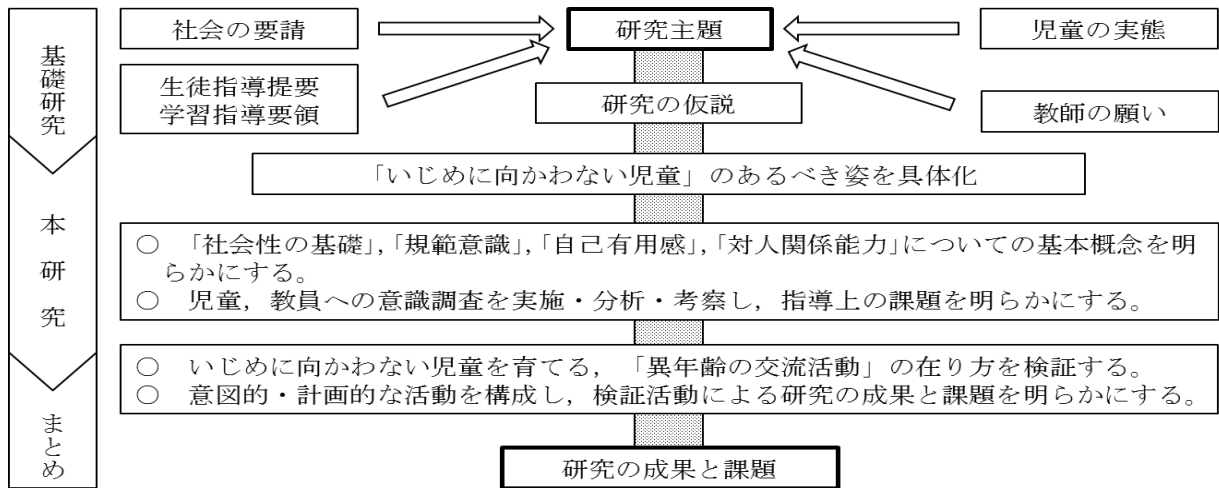 基礎研究
本研究
まとめ
社会の要請
研究主題
児童の実態
生徒指導提要
学習指導要領
研究の仮説
教師の願い
「いじめに向かわない児童」のあるべき姿を具体化
○ 「社会性の基礎」,「規範意識」,「自己有用感」,「対人関係能力」についての基本概念を明
らかにする。
○ 児童，教員への意識調査を実施・分析・考察し，指導上の課題を明らかにする。
○ いじめに向かわない児童を育てる，「異年齢の交流活動」の在り方を検証する。
○ 意図的・計画的な活動を構成し，検証活動による研究の成果と課題を明らかにする。
研究の成果と課題